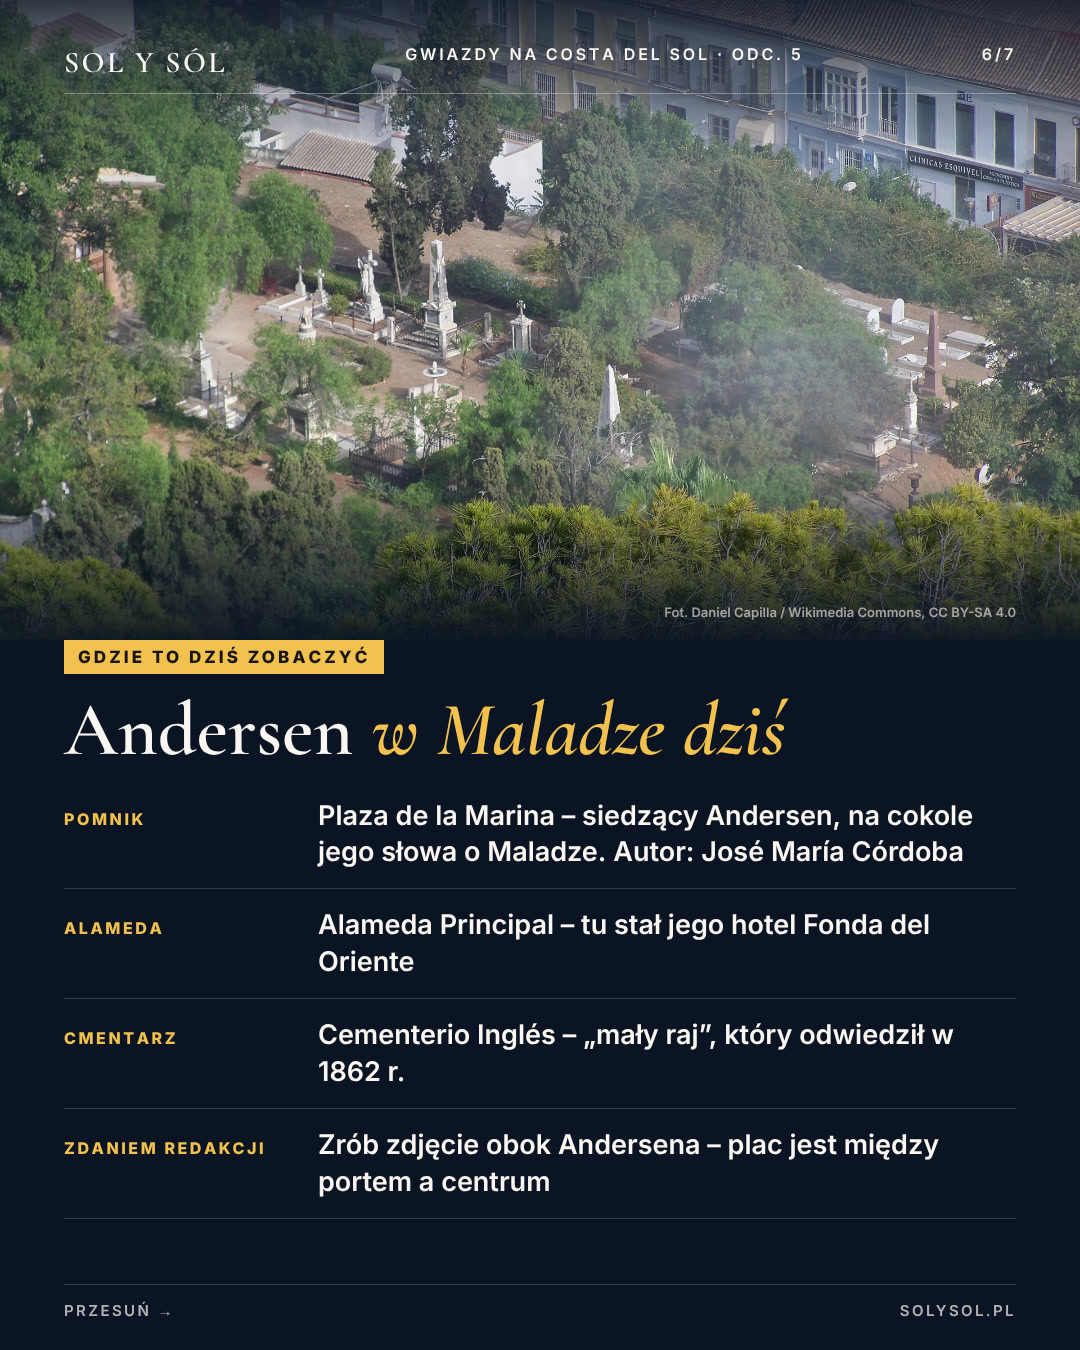 SOL Y SÓL
GWIAZDY NA COSTA DEL SOL · ODC. 5
6/7
CLINICAS ESQUIVEL
Fot. Daniel Capilla / Wikimedia Commons, CC BY-SA 4.0
GDZIE TO DZIŚ ZOBACZYĆ
Andersen w Maladze dziś
POMNIK
Plaza de la Marina – siedzący Andersen, na cokole
jego słowa o Maladze. Autor: José María Córdoba
ALAMEDA
Alameda Principal – tu stał jego hotel Fonda del
Oriente
CMENTARZ
Cementerio Inglés – „mały raj”, który odwiedził w
1862 r.
ZDANIEM REDAKCJI
Zrób zdjęcie obok Andersena – plac jest między
portem a centrum
PRZESUŃ →
SOLYSOL.PL